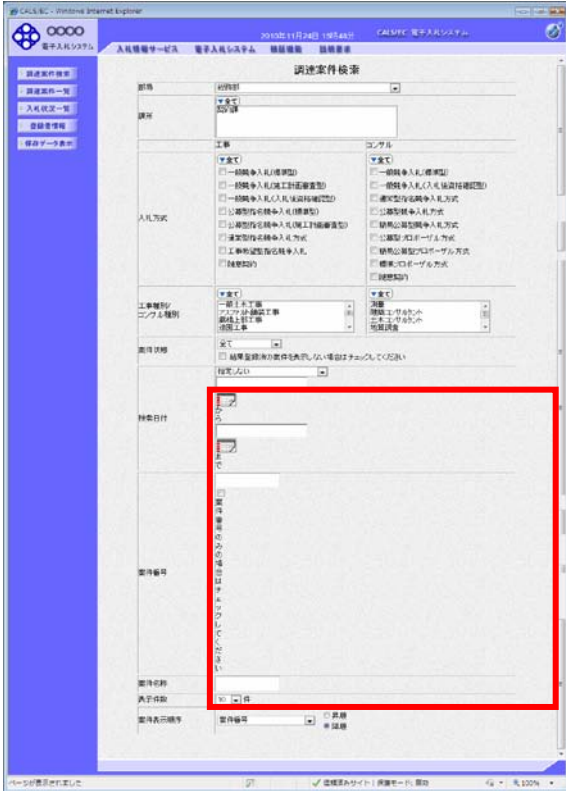 CALS/EC - Windows Internet Explorer
〇〇〇〇
電子入札システム
2010年11月24日 15時48分
CALS/EC 電子入札システム
入札情報サービス 電子入札システム 検証機能 説明要求
調達案件検索
調達案件一覧
入札状況一覧
登録者情報
保存データ表示
調達案件検索
部局 総務部
課所
▼全て
契約課
入札方式
工事 コンサル
▼全て ▼全て
一般競争入札(標準型) 一般競争入札(標準型)
一般競争入札(施工計画審査型) 一般競争入札(入札後資格確認型)
一般競争入札(入札後資格確認型) 通常型指名競争入札方式
公募型指名競争入札(標準型) 公募型競争入札方式
公募型指名競争入札(施工計画審査型) 簡易公募型競争入札方式
通常型指名競争入札方式 公募型プロポーザル方式
工事希望型指名競争入札 簡易公募型プロポーザル方式
随意契約 標準プロポーザル方式
随意契約
工事種別/
コンサル種別
▼全て ▼全て
一般土木工事 測量
アスファルト舗装工事 建築コンサルタント
鋼橋上部工事 土木コンサルタント
造園工事 地質調査
案件状態 全て
結果登録済の案件を表示しない場合はチェックしてください
検索日付 指定しない
から
まで
案件番号
案件番号のみの場合はチェックしてください
案件名称
表示件数 10 件
案件表示順序 案件番号
昇順
降順
ページが表示されました
信頼済みサイト | 保護モード: 無効
100%